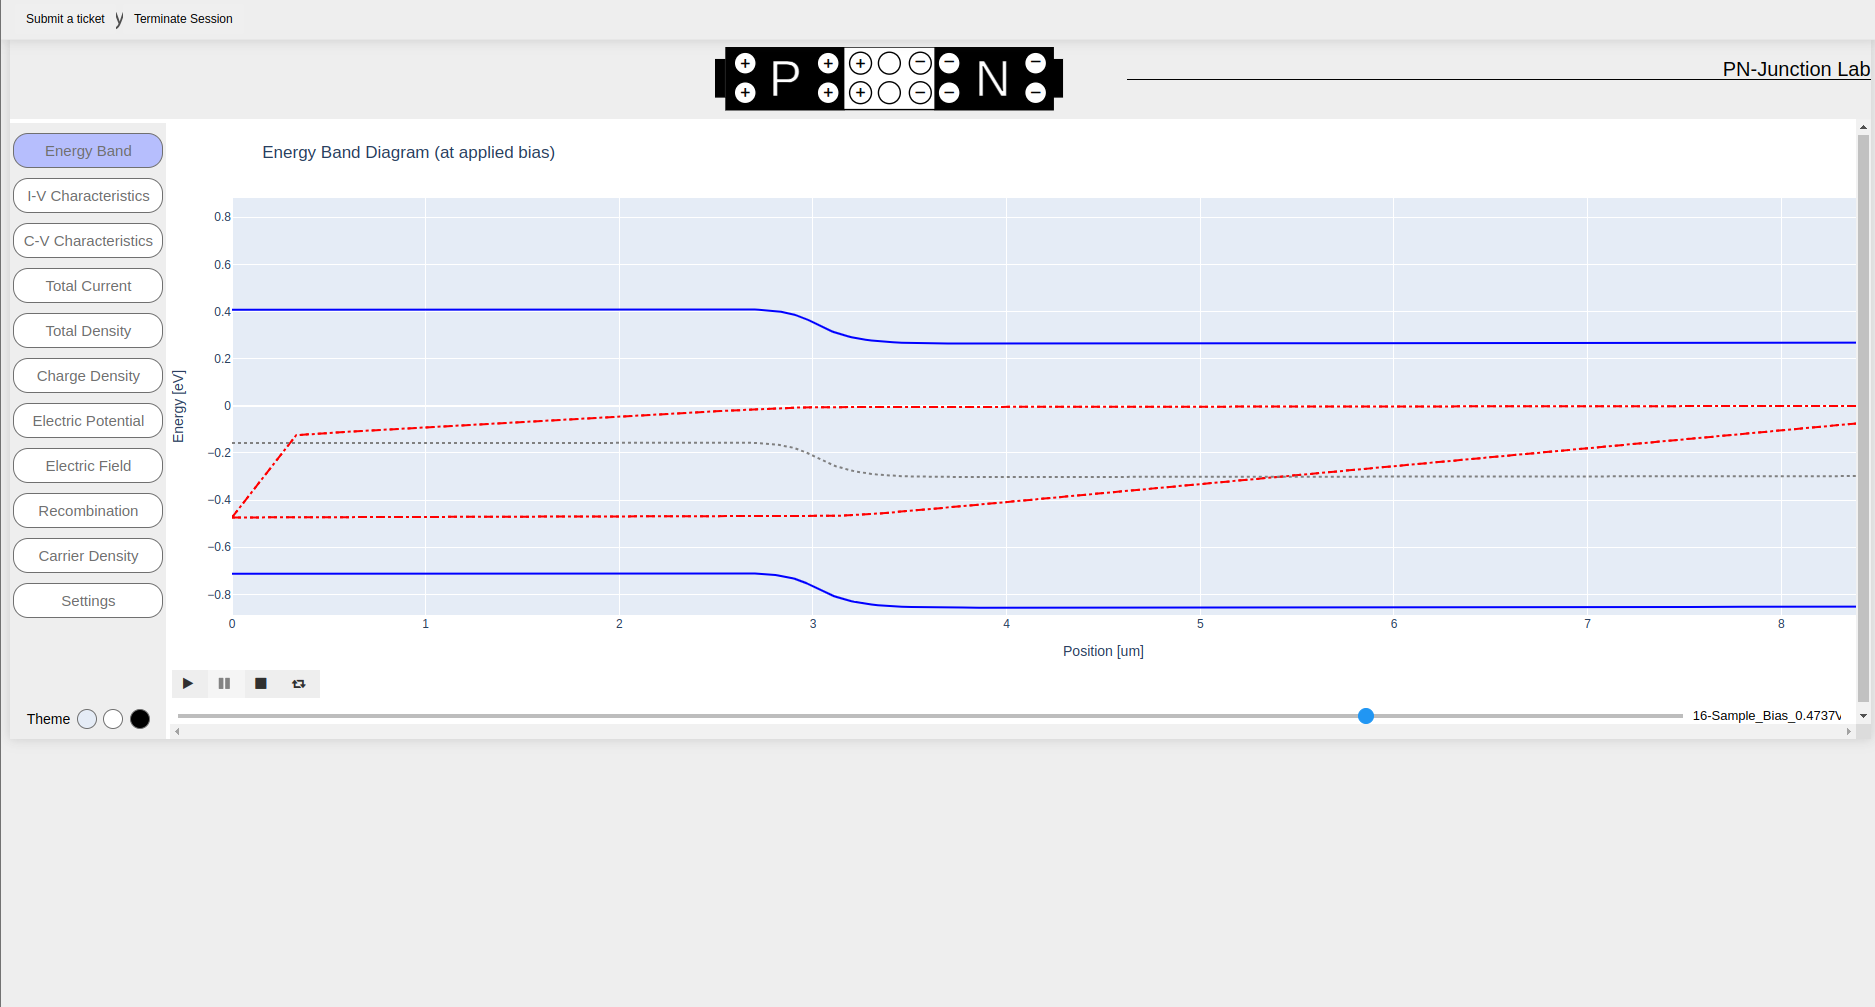 Submit a ticket y Terminate Session
+ P + + − − N −
+ + + − − −
PN-Junction Lab
Energy Band
I-V Characteristics
C-V Characteristics
Total Current
Total Density
Charge Density
Electric Potential
Electric Field
Recombination
Carrier Density
Settings
Theme
Energy Band Diagram (at applied bias)
0.8
0.6
0.4
0.2
0
−0.2
−0.4
−0.6
−0.8
Energy [eV]
0 1 2 3 4 5 6 7 8
Position [um]
16-Sample_Bias_0.4737V